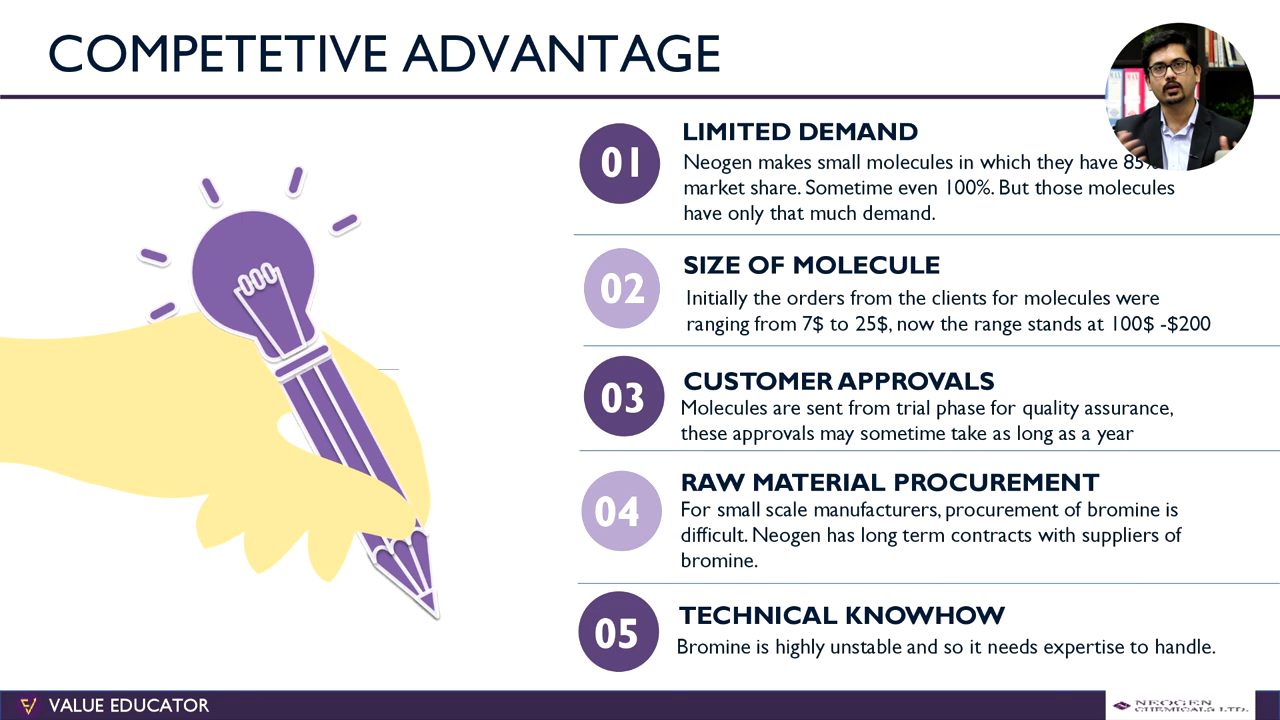 COMPETETIVE ADVANTAGE
01
LIMITED DEMAND
Neogen makes small molecules in which they have 85%
market share. Sometime even 100%. But those molecules
have only that much demand.
02
SIZE OF MOLECULE
Initially the orders from the clients for molecules were
ranging from 7$ to 25$, now the range stands at 100$ -$200
03
CUSTOMER APPROVALS
Molecules are sent from trial phase for quality assurance,
these approvals may sometime take as long as a year
04
RAW MATERIAL PROCUREMENT
For small scale manufacturers, procurement of bromine is
difficult. Neogen has long term contracts with suppliers of
bromine.
05
TECHNICAL KNOWHOW
Bromine is highly unstable and so it needs expertise to handle.
VALUE EDUCATOR
NEOGEN
CHEMICALS LTD.